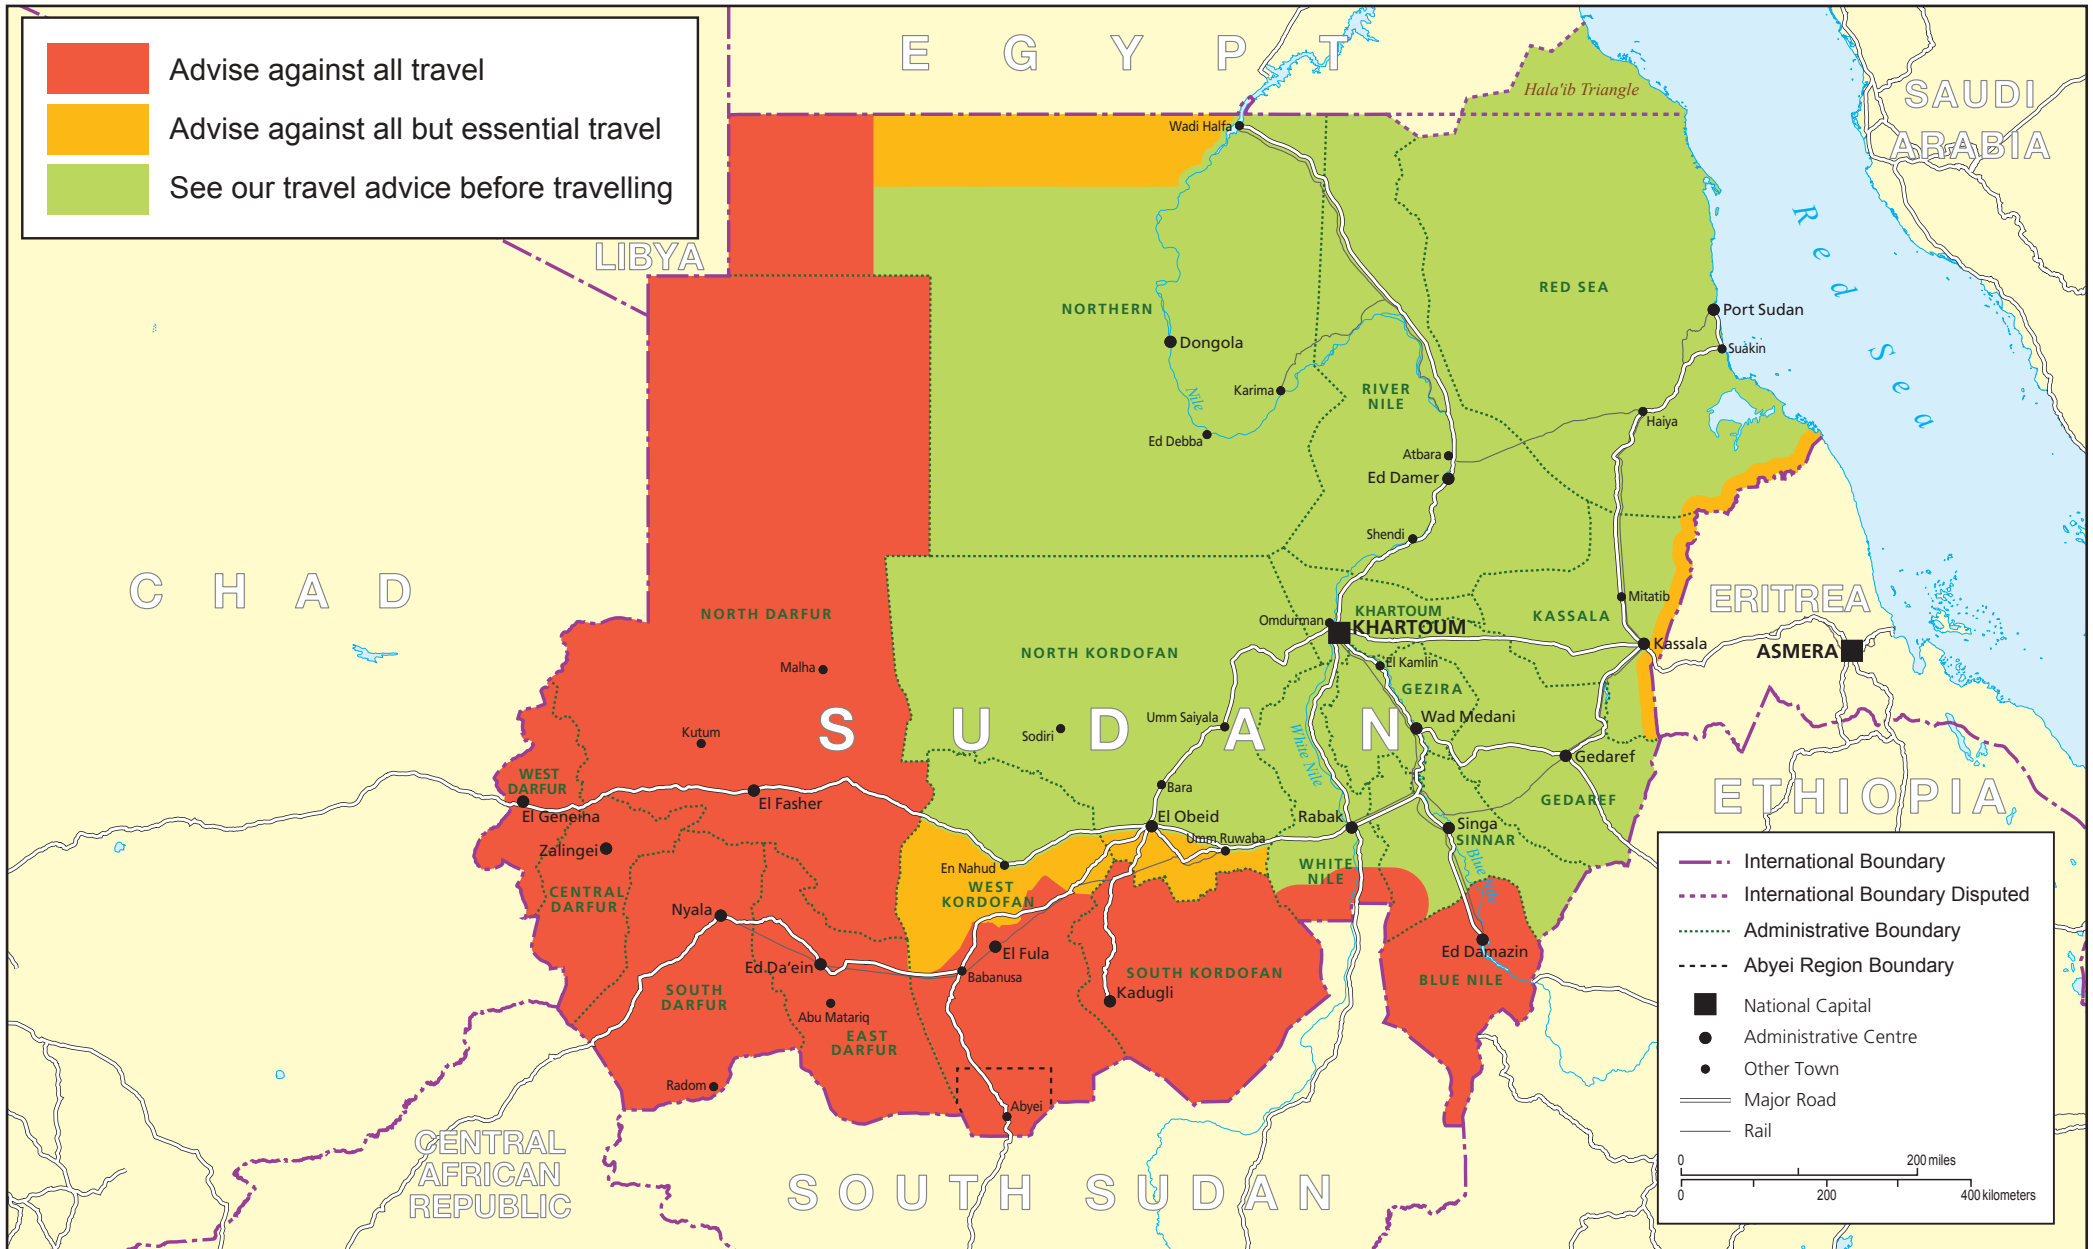 Advise against all travel
Advise against all but essential travel
See our travel advice before travelling
EGYPT
SAUDI
ARABIA
LIBYA
CHAD
Hala'ib Triangle
Wadi Halfa
Red Sea
RED SEA
NORTHERN
Port Sudan
Dongola
Suakin
Karima
RIVER
NILE
Nile
Haiya
Ed Debba
Atbara
Ed Damer
Shendi
Mitatib
ERITREA
NORTH DARFUR
KHARTOUM
KASSALA
Omdurman
KHARTOUM
Kassala
ASMERA
NORTH KORDOFAN
El Kamlin
Malha
GEZIRA
SUDAN
Umm Saiyala
Wad Medani
Sodiri
Kutum
White Nile
Gedaref
WEST
DARFUR
Bara
ETHIOPIA
El Fasher
GEDAREF
El Geneina
El Obeid
Rabak
Singa
SINNAR
Umm Ruwaba
Zalingei
Blue Nile
En Nahud
WHITE
NILE
WEST
KORDOFAN
CENTRAL
DARFUR
Nyala
El Fula
Ed Damazin
Ed Da'ein
Babanusa
SOUTH KORDOFAN
BLUE NILE
SOUTH
DARFUR
Kadugli
Abu Matariq
EAST
DARFUR
Radom
Abyei
CENTRAL
AFRICAN
REPUBLIC
SOUTH SUDAN
International Boundary
International Boundary Disputed
Administrative Boundary
Abyei Region Boundary
National Capital
Administrative Centre
Other Town
Major Road
Rail
0 200 miles
0 200 400 kilometers